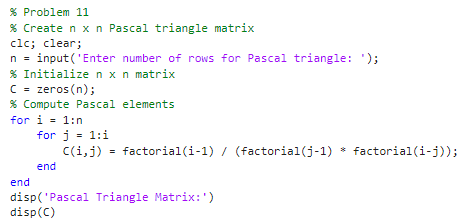 % Problem 11
% Create n x n Pascal triangle matrix
clc; clear;
n = input('Enter number of rows for Pascal triangle: ');
% Initialize n x n matrix
C = zeros(n);
% Compute Pascal elements
for i = 1:n
    for j = 1:i
        C(i,j) = factorial(i-1) / (factorial(j-1) * factorial(i-j));
    end
end
disp('Pascal Triangle Matrix:')
disp(C)